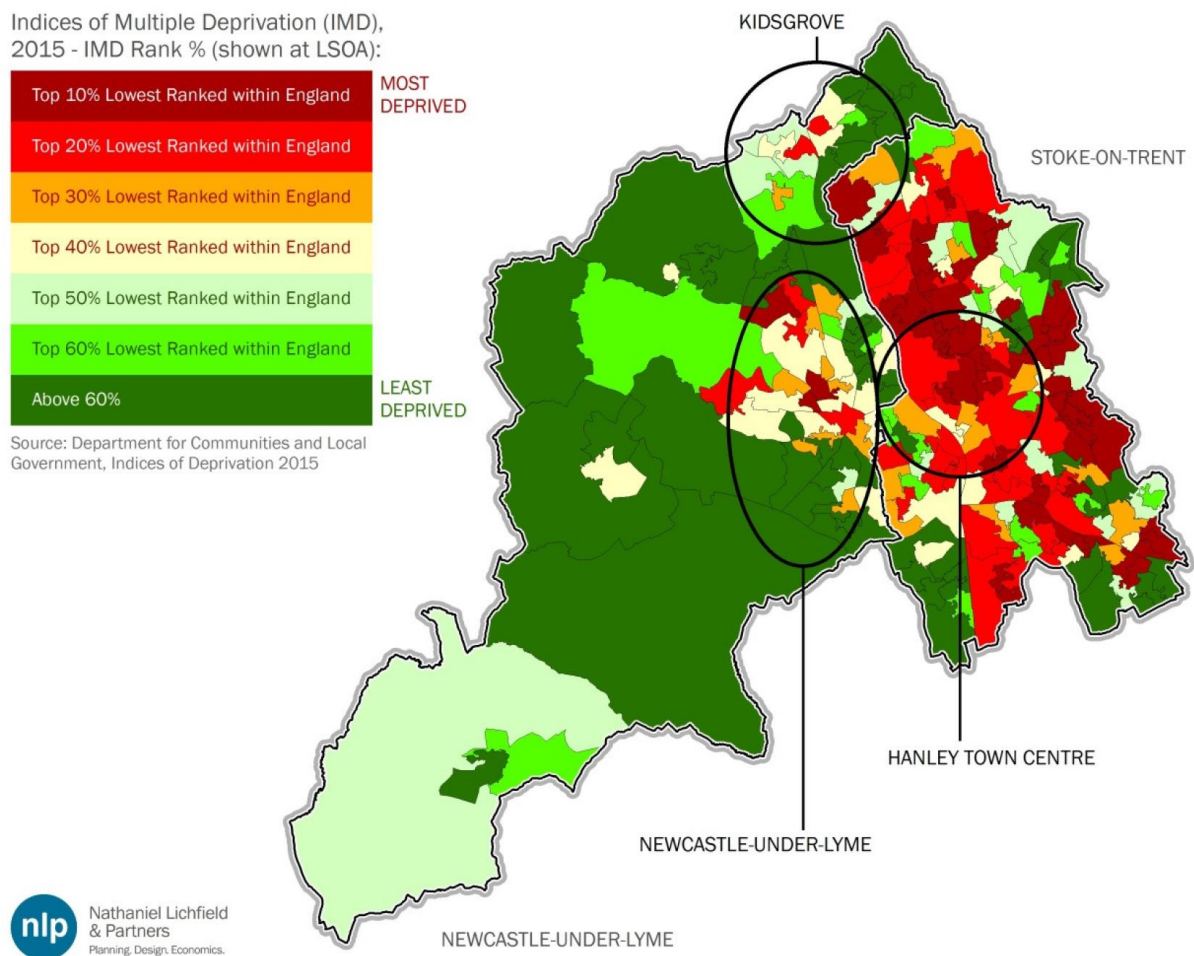 Indices of Multiple Deprivation (IMD),
2015 - IMD Rank % (shown at LSOA):
Top 10% Lowest Ranked within England
MOST
DEPRIVED
Top 20% Lowest Ranked within England
Top 30% Lowest Ranked within England
Top 40% Lowest Ranked within England
Top 50% Lowest Ranked within England
Top 60% Lowest Ranked within England
Above 60%
LEAST
DEPRIVED
Source: Department for Communities and Local
Government, Indices of Deprivation 2015
KIDSGROVE
STOKE-ON-TRENT
HANLEY TOWN CENTRE
NEWCASTLE-UNDER-LYME
NEWCASTLE-UNDER-LYME
nlp
Nathaniel Lichfield
& Partners
Planning. Design. Economics.